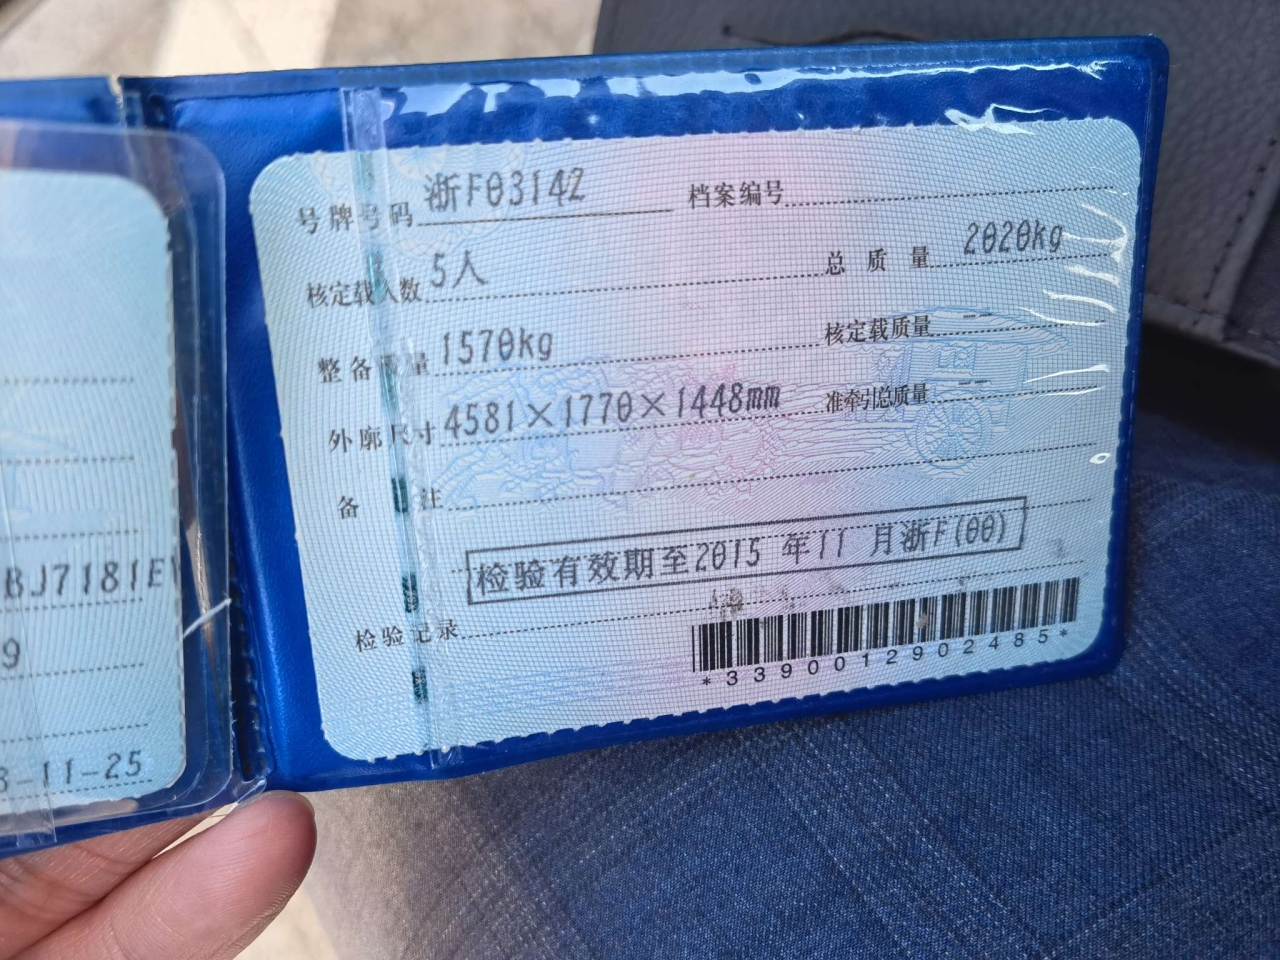 BJ7181E
9
-11-25
号牌号码 浙F03142 档案编号
核定载人数 5人 总质量 2020kg
整备质量 1570kg 核定载质量 --
外廓尺寸 4581×1770×1448mm 准牵引总质量 --
备注
检验有效期至2015年11月浙F(00)
检验记录
*3390012902485*